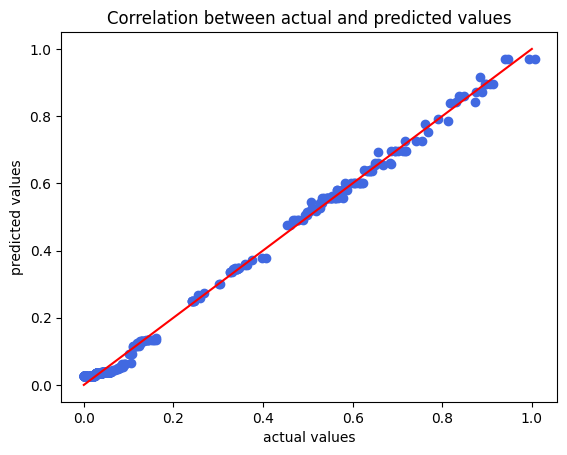 Correlation between actual and predicted values
predicted values
1.0
0.8
0.6
0.4
0.2
0.0
0.0 0.2 0.4 0.6 0.8 1.0
actual values